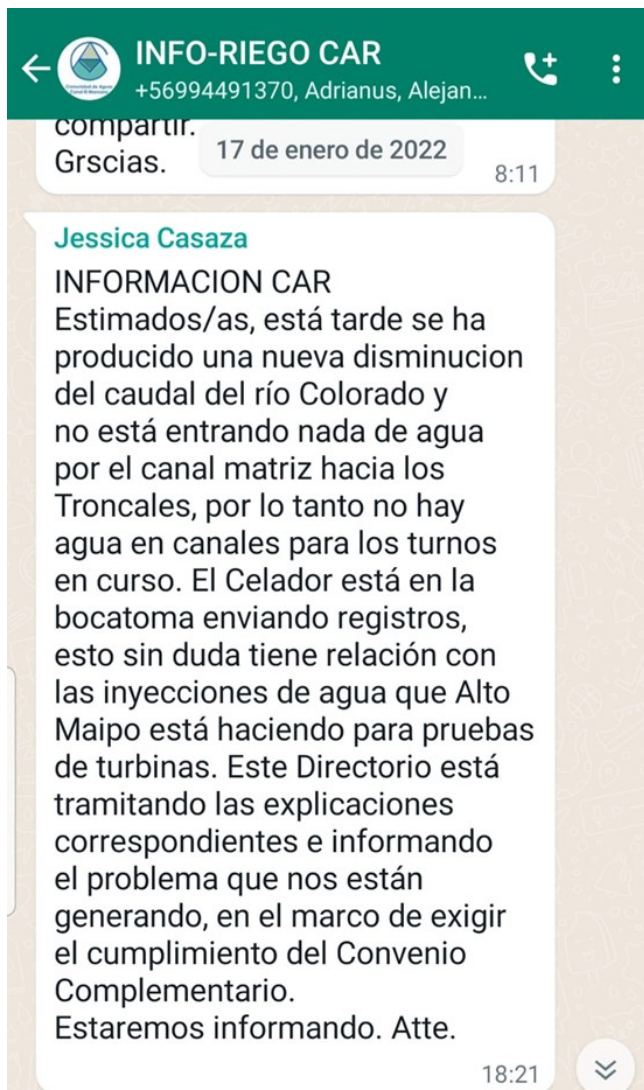 INFO-RIEGO CAR
+56994491370, Adrianus, Alejan...
compartir.
Grscias.
17 de enero de 2022
8:11
Jessica Casaza
INFORMACION CAR
Estimados/as, está tarde se ha
producido una nueva disminucion
del caudal del río Colorado y
no está entrando nada de agua
por el canal matriz hacia los
Troncales, por lo tanto no hay
agua en canales para los turnos
en curso. El Celador está en la
bocatoma enviando registros,
esto sin duda tiene relación con
las inyecciones de agua que Alto
Maipo está haciendo para pruebas
de turbinas. Este Directorio está
tramitando las explicaciones
correspondientes e informando
el problema que nos están
generando, en el marco de exigir
el cumplimiento del Convenio
Complementario.
Estaremos informando. Atte.
18:21